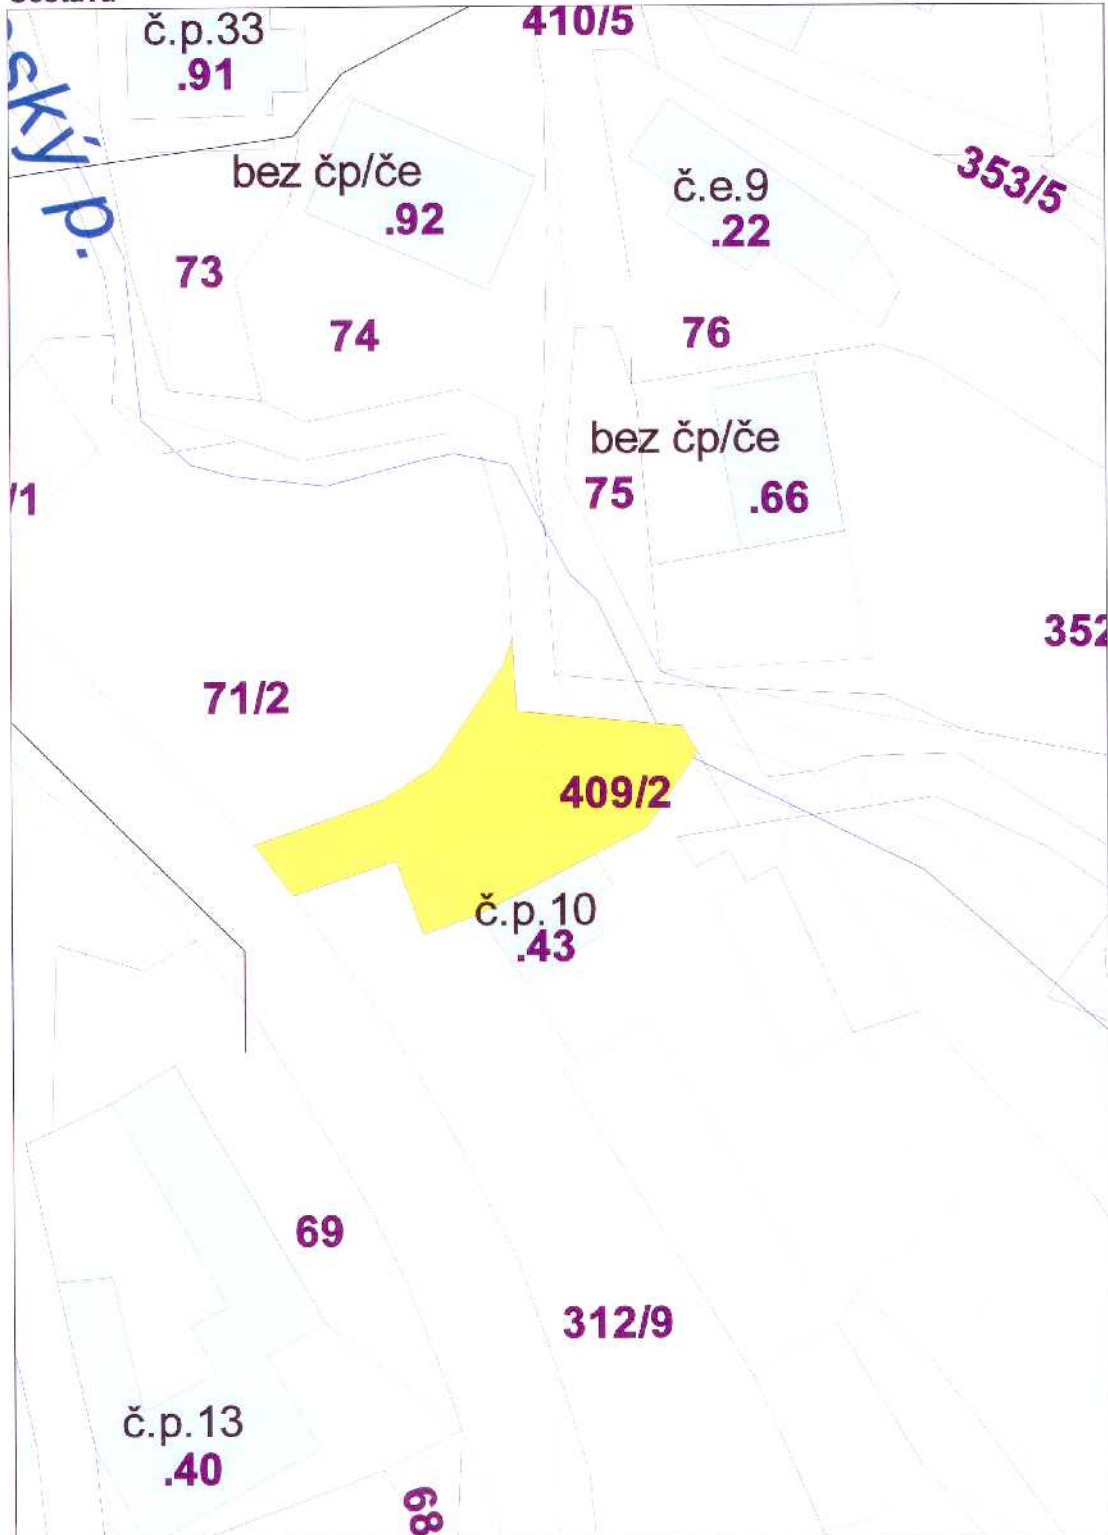 410/5
č.p.33
.91
ský p.
bez čp/če
.92
č.e.9
.22
353/5
73
74
76
bez čp/če
75
.66
/1
352
71/2
409/2
č.p.10
.43
69
312/9
č.p.13
.40
68